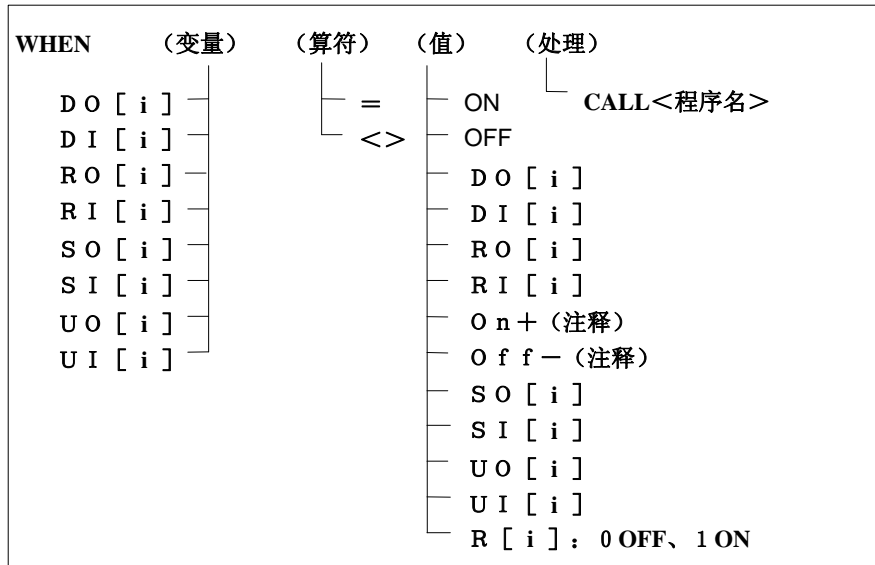 WHEN （变量） （算符） （值） （处理）
ＤＯ［ i ］ ＝ ON CALL＜程序名＞
ＤＩ［ i ］ ＜＞ OFF
ＲＯ［ i ］ ＤＯ［ i ］
ＲＩ［ i ］ ＤＩ［ i ］
ＳＯ［ i ］ ＲＯ［ i ］
ＳＩ［ i ］ ＲＩ［ i ］
ＵＯ［ i ］ Ｏｎ＋（注释）
ＵＩ［ i ］ Ｏｆｆ－（注释）
ＳＯ［ i ］
ＳＩ［ i ］
ＵＯ［ i ］
ＵＩ［ i ］
Ｒ［ i ］：０OFF、１ON